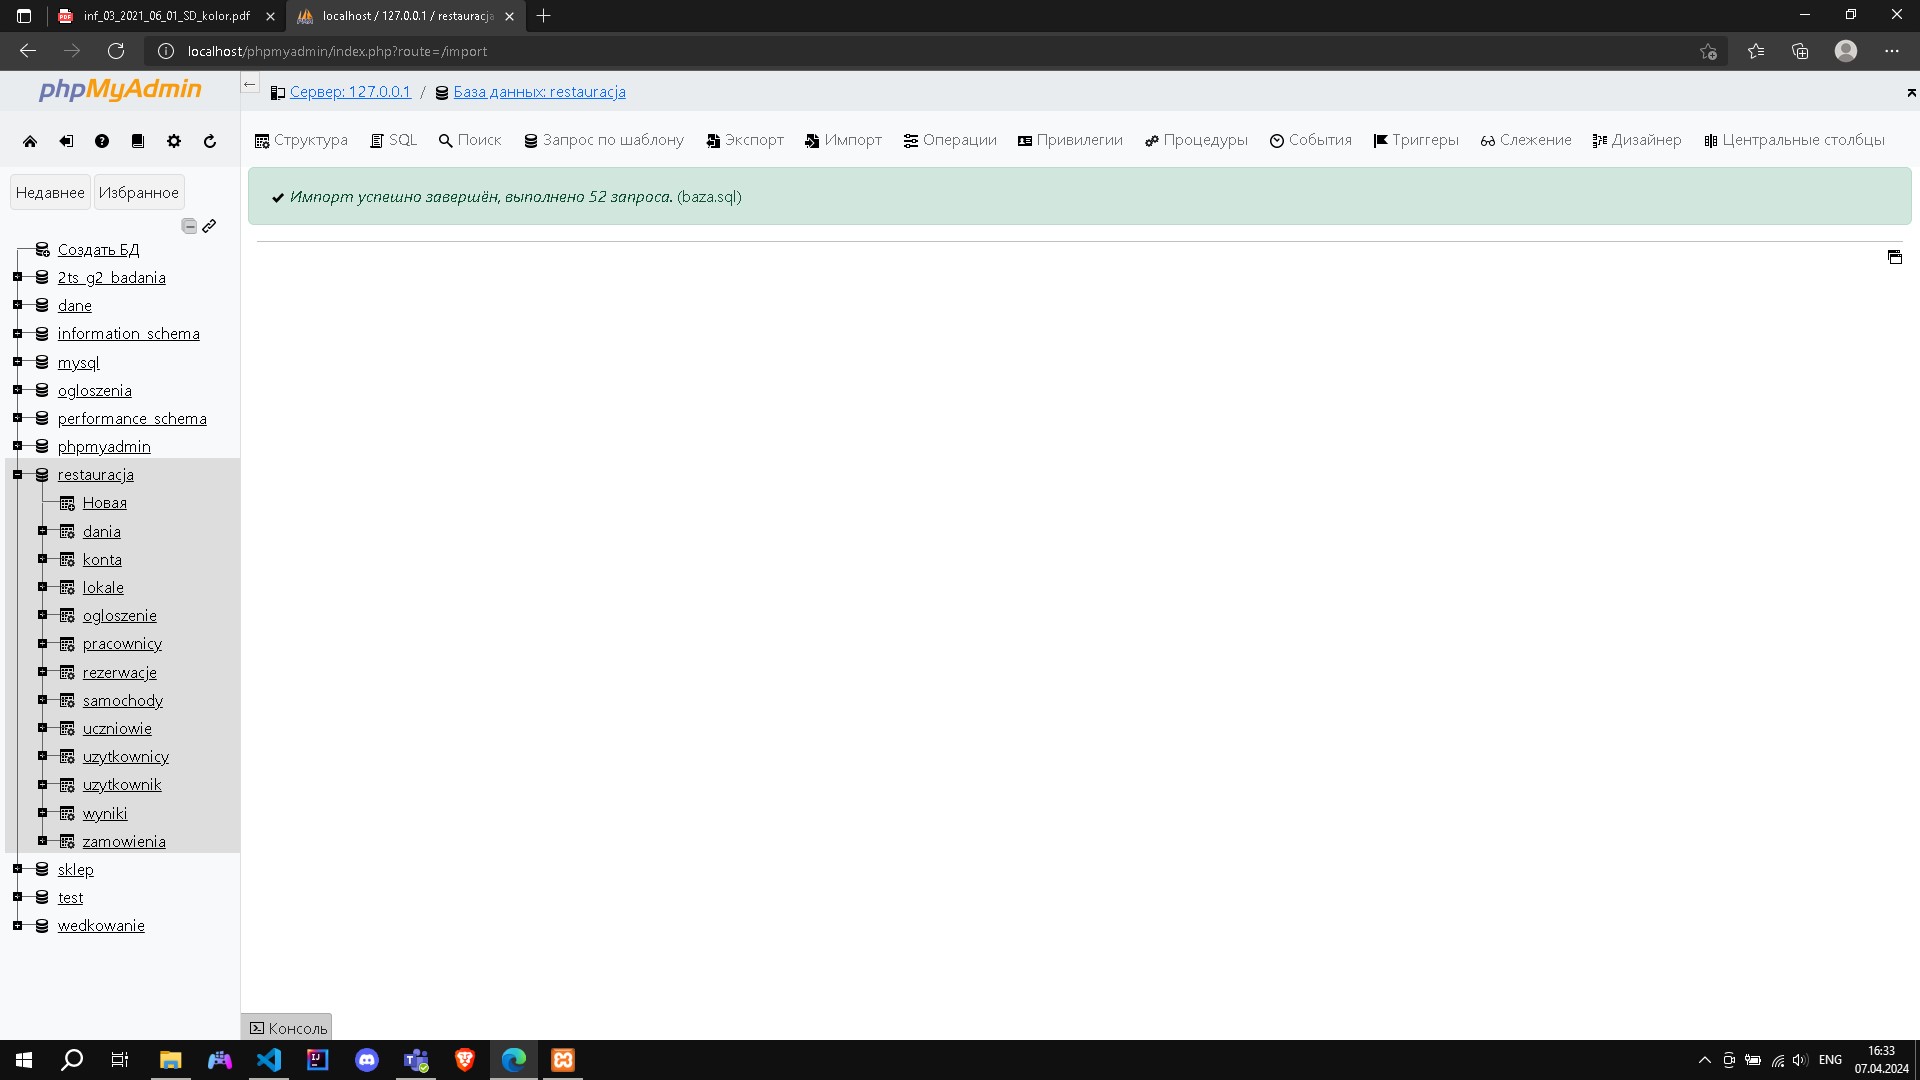 inf_03_2021_06_01_SD_kolor.pdf
localhost / 127.0.0.1 / restauracja
localhost/phpmyadmin/index.php?route=/import
phpMyAdmin
Сервер: 127.0.0.1 / База данных: restauracja
Структура SQL Поиск Запрос по шаблону Экспорт Импорт Операции Привилегии Процедуры События Триггеры Слежение Дизайнер Центральные столбцы
Недавнее Избранное
Импорт успешно завершён, выполнено 52 запроса. (baza.sql)
Создать БД
2ts_g2_badania
dane
information_schema
mysql
ogloszenia
performance_schema
phpmyadmin
restauracja
Новая
dania
konta
lokale
ogloszenie
pracownicy
rezerwacje
samochody
uczniowie
uzytkownicy
uzytkownik
wyniki
zamowienia
sklep
test
wedkowanie
Консоль
ENG
16:33
07.04.2024